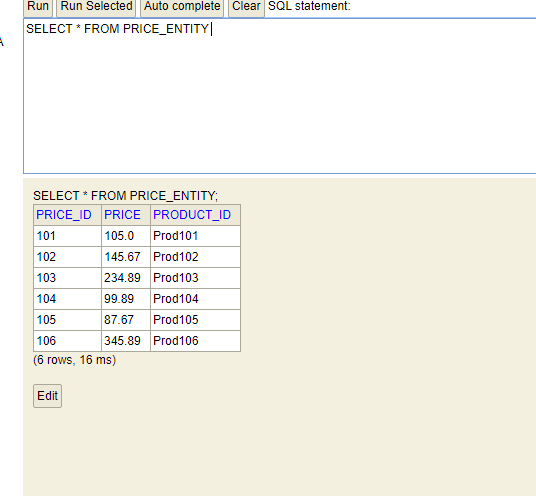 Run Run Selected Auto complete Clear SQL statement:
SELECT * FROM PRICE_ENTITY
A
SELECT * FROM PRICE_ENTITY;
PRICE_ID PRICE PRODUCT_ID
101 105.0 Prod101
102 145.67 Prod102
103 234.89 Prod103
104 99.89 Prod104
105 87.67 Prod105
106 345.89 Prod106
(6 rows, 16 ms)
Edit